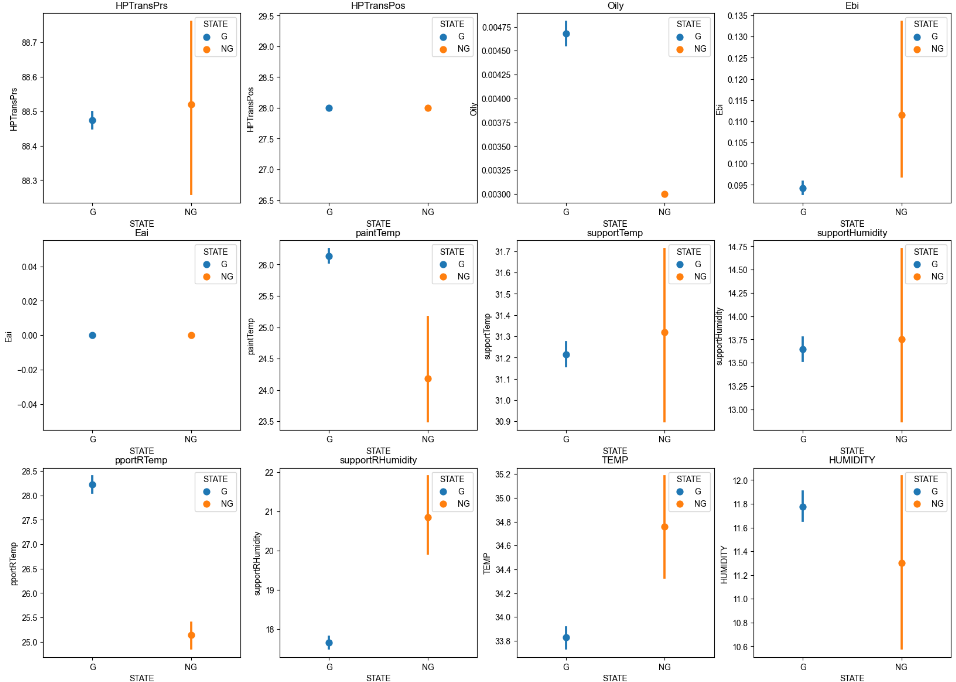 HPTransPrs
HPTransPrs
88.7
88.6
88.5
88.4
88.3
STATE
G
NG
G
NG
STATE
HPTransPos
HPTransPos
29.5
29.0
28.5
28.0
27.5
27.0
26.5
STATE
G
NG
G
NG
STATE
Oily
Oily
0.00475
0.00450
0.00425
0.00400
0.00375
0.00350
0.00325
0.00300
STATE
G
NG
G
NG
STATE
Ebi
Ebi
0.135
0.130
0.125
0.120
0.115
0.110
0.105
0.100
0.095
STATE
G
NG
G
NG
STATE
Eai
Eai
0.04
0.02
0.00
−0.02
−0.04
STATE
G
NG
G
NG
STATE
paintTemp
paintTemp
26.0
25.5
25.0
24.5
24.0
23.5
STATE
G
NG
G
NG
STATE
supportTemp
supportTemp
31.7
31.6
31.5
31.4
31.3
31.2
31.1
31.0
30.9
STATE
G
NG
G
NG
STATE
supportHumidity
supportHumidity
14.75
14.50
14.25
14.00
13.75
13.50
13.25
13.00
STATE
G
NG
G
NG
STATE
pportRTemp
pportRTemp
28.5
28.0
27.5
27.0
26.5
26.0
25.5
25.0
STATE
G
NG
G
NG
STATE
supportRHumidity
supportRHumidity
22
21
20
19
18
STATE
G
NG
G
NG
STATE
TEMP
TEMP
35.2
35.0
34.8
34.6
34.4
34.2
34.0
33.8
STATE
G
NG
G
NG
STATE
HUMIDITY
HUMIDITY
12.0
11.8
11.6
11.4
11.2
11.0
10.8
10.6
STATE
G
NG
G
NG
STATE